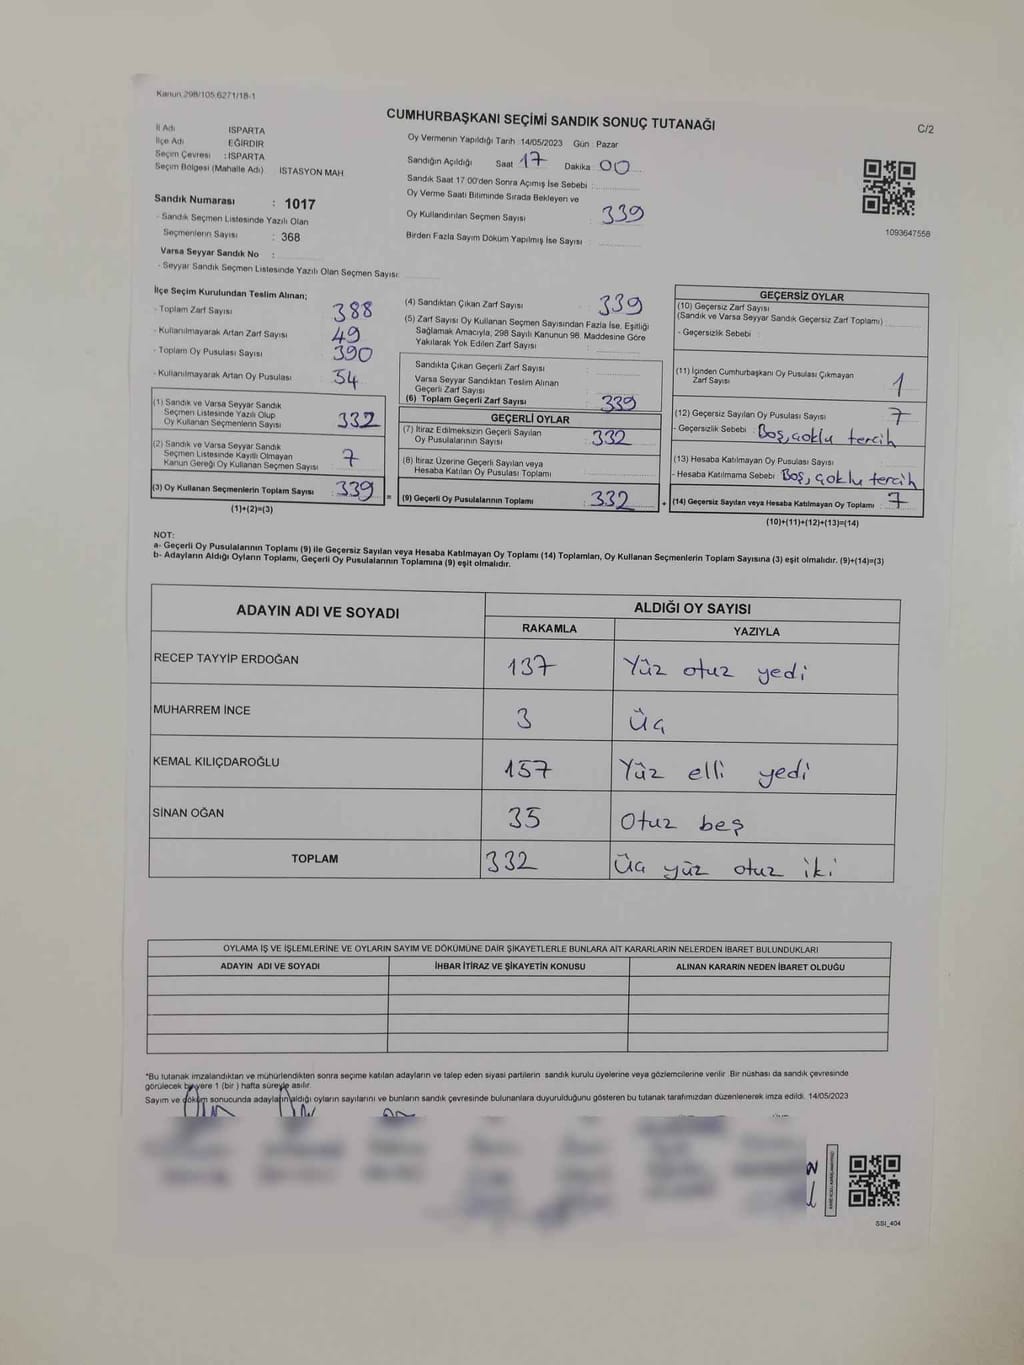 Kanun 298/105 6271/18-1
CUMHURBAŞKANI SEÇİMİ SANDIK SONUÇ TUTANAĞI
C/2
İl Adı ISPARTA
İlçe Adı EĞİRDİR
Seçim Çevresi : ISPARTA
Seçim Bölgesi (Mahalle Adı) İSTASYON MAH.
Oy Vermenin Yapıldığı Tarih 14/05/2023 Gün : Pazar
Sandığın Açıldığı Saat 17 Dakika 00
Sandık Saat 17 00'den Sonra Açımış İse Sebebi :
Oy Verme Saati Bitiminde Sırada Bekleyen ve
Oy Kullandırılan Seçmen Sayısı 339
Birden Fazla Sayım Döküm Yapılmış İse Sayısı
1093647558
Sandık Numarası : 1017
- Sandık Seçmen Listesinde Yazılı Olan
Seçmenlerin Sayısı : 368
Varsa Seyyar Sandık No :
- Seyyar Sandık Seçmen Listesinde Yazılı Olan Seçmen Sayısı:
İlçe Seçim Kurulundan Teslim Alınan;
- Toplam Zarf Sayısı 388
- Kullanılmayarak Artan Zarf Sayısı 49
- Toplam Oy Pusulası Sayısı 390
- Kullanılmayarak Artan Oy Pusulası 54
(1) Sandık ve Varsa Seyyar Sandık
Seçmen Listesinde Yazılı Olup
Oy Kullanan Seçmenlerin Sayısı 332
(2) Sandık ve Varsa Seyyar Sandık
Seçmen Listesinde Kayıtlı Olmayan
Kanun Gereği Oy Kullanan Seçmen Sayısı 7
(3) Oy Kullanan Seçmenlerin Toplam Sayısı 339 =
(1)+(2)=(3)
(4) Sandıktan Çıkan Zarf Sayısı 339
(5) Zarf Sayısı Oy Kullanan Seçmen Sayısından Fazla İse, Eşitliği
Sağlamak Amacıyla, 298 Sayılı Kanunun 98. Maddesine Göre
Yakılarak Yok Edilen Zarf Sayısı
Sandıkta Çıkan Geçerli Zarf Sayısı :
Varsa Seyyar Sandıktan Teslim Alınan
Geçerli Zarf Sayısı
(6) Toplam Geçerli Zarf Sayısı 339
GEÇERLİ OYLAR
(7) İtiraz Edilmeksizin Geçerli Sayılan
Oy Pusulalarının Sayısı 332
(8) İtiraz Üzerine Geçerli Sayılan veya
Hesaba Katılan Oy Pusulası Toplamı
(9) Geçerli Oy Pusulalarının Toplamı 332 +
GEÇERSİZ OYLAR
(10) Geçersiz Zarf Sayısı
(Sandık ve Varsa Seyyar Sandık Geçersiz Zarf Toplamı)
- Geçersizlik Sebebi :
(11) İçinden Cumhurbaşkanı Oy Pusulası Çıkmayan
Zarf Sayısı 1
(12) Geçersiz Sayılan Oy Pusulası Sayısı 7
- Geçersizlik Sebebi : Boş, çoklu tercih
(13) Hesaba Katılmayan Oy Pusulası Sayısı
- Hesaba Katılmama Sebebi Boş, çoklu tercih
(14) Geçersiz Sayılan veya Hesaba Katılmayan Oy Toplamı 7
(10)+(11)+(12)+(13)=(14)
NOT:
a- Geçerli Oy Pusulalarının Toplamı (9) ile Geçersiz Sayılan veya Hesaba Katılmayan Oy Toplamı (14) Toplamları, Oy Kullanan Seçmenlerin Toplam Sayısına (3) eşit olmalıdır. (9)+(14)=(3)
b- Adayların Aldığı Oyların Toplamı, Geçerli Oy Pusulalarının Toplamına (9) eşit olmalıdır.
ADAYIN ADI VE SOYADI ALDIĞI OY SAYISI
RAKAMLA YAZIYLA
RECEP TAYYİP ERDOĞAN 137 Yüz otuz yedi
MUHARREM İNCE 3 Üç
KEMAL KILIÇDAROĞLU 157 Yüz elli yedi
SİNAN OĞAN 35 Otuz beş
TOPLAM 332 Üç yüz otuz iki
OYLAMA İŞ VE İŞLEMLERİNE VE OYLARIN SAYIM VE DÖKÜMÜNE DAİR ŞİKAYETLERLE BUNLARA AİT KARARLARIN NELERDEN İBARET BULUNDUKLARI
ADAYIN ADI VE SOYADI İHBAR İTİRAZ VE ŞİKAYETİN KONUSU ALINAN KARARIN NEDEN İBARET OLDUĞU
*Bu tutanak imzalandıktan ve mühürlendikten sonra seçime katılan adayların ve talep eden siyasi partilerin sandık kurulu üyelerine veya gözlemcilerine verilir. Bir nüshası da sandık çevresinde
görülecek bir yere 1 (bir ) hafta süreyle asılır.
Sayım ve döküm sonucunda adayların aldığı oyların sayılarını ve bunların sandık çevresinde bulunanlara duyurulduğunu gösteren bu tutanak tarafımızdan düzenlenerek imza edildi. 14/05/2023
SSI_404